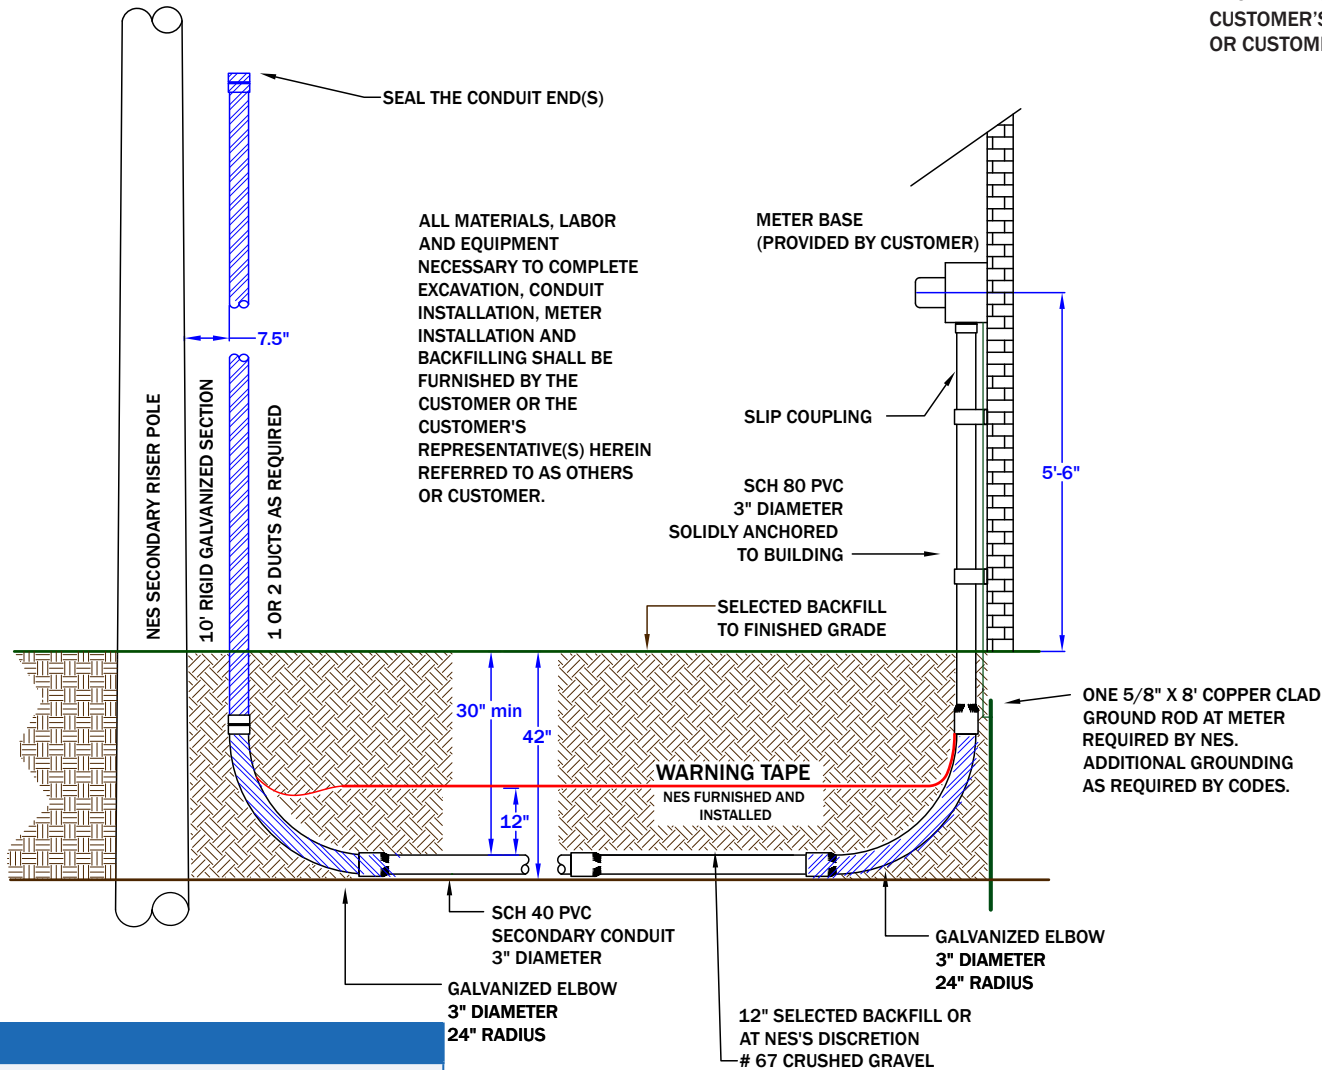 CUSTOMER'S
OR CUSTOM
SEAL THE CONDUIT END(S)
ALL MATERIALS, LABOR
AND EQUIPMENT
NECESSARY TO COMPLETE
EXCAVATION, CONDUIT
INSTALLATION, METER
INSTALLATION AND
BACKFILLING SHALL BE
FURNISHED BY THE
CUSTOMER OR THE
CUSTOMER'S
REPRESENTATIVE(S) HEREIN
REFERRED TO AS OTHERS
OR CUSTOMER.
METER BASE
(PROVIDED BY CUSTOMER)
7.5"
NES SECONDARY RISER POLE
10' RIGID GALVANIZED SECTION
1 OR 2 DUCTS AS REQUIRED
SLIP COUPLING
5'-6"
SCH 80 PVC
3" DIAMETER
SOLIDLY ANCHORED
TO BUILDING
SELECTED BACKFILL
TO FINISHED GRADE
30" min
42"
12"
WARNING TAPE
NES FURNISHED AND
INSTALLED
ONE 5/8" X 8' COPPER CLAD
GROUND ROD AT METER
REQUIRED BY NES.
ADDITIONAL GROUNDING
AS REQUIRED BY CODES.
SCH 40 PVC
SECONDARY CONDUIT
3" DIAMETER
GALVANIZED ELBOW
3" DIAMETER
24" RADIUS
GALVANIZED ELBOW
3" DIAMETER
24" RADIUS
12" SELECTED BACKFILL OR
AT NES'S DISCRETION
# 67 CRUSHED GRAVEL